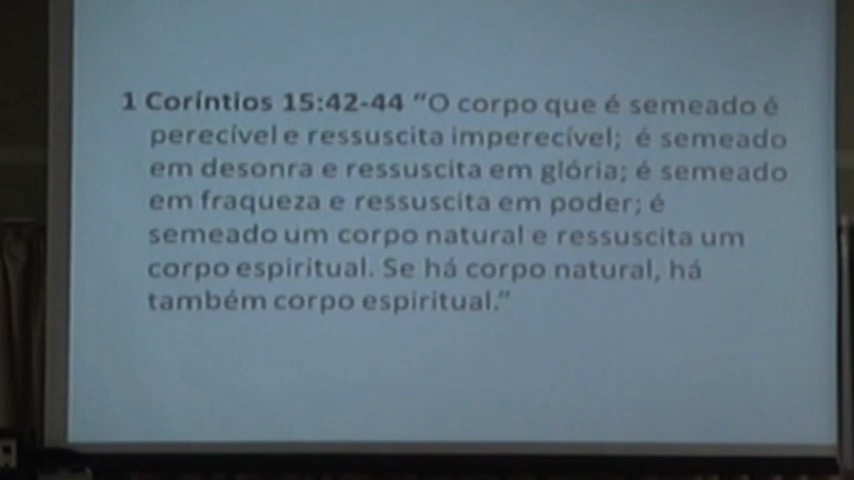 1 Coríntios 15:42-44 “O corpo que é semeado é
perecível e ressuscita imperecível; é semeado
em desonra e ressuscita em glória; é semeado
em fraqueza e ressuscita em poder; é
semeado um corpo natural e ressuscita um
corpo espiritual. Se há corpo natural, há
também corpo espiritual.”